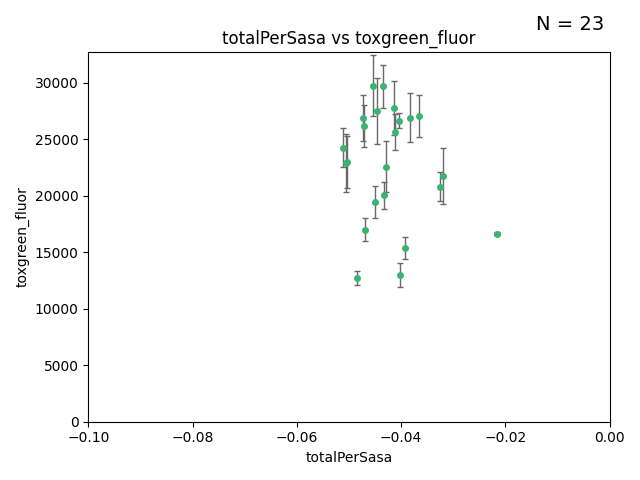 N = 23
totalPerSasa vs toxgreen_fluor
toxgreen_fluor
30000
25000
20000
15000
10000
5000
0
−0.10 −0.08 −0.06 −0.04 −0.02 0.00
totalPerSasa